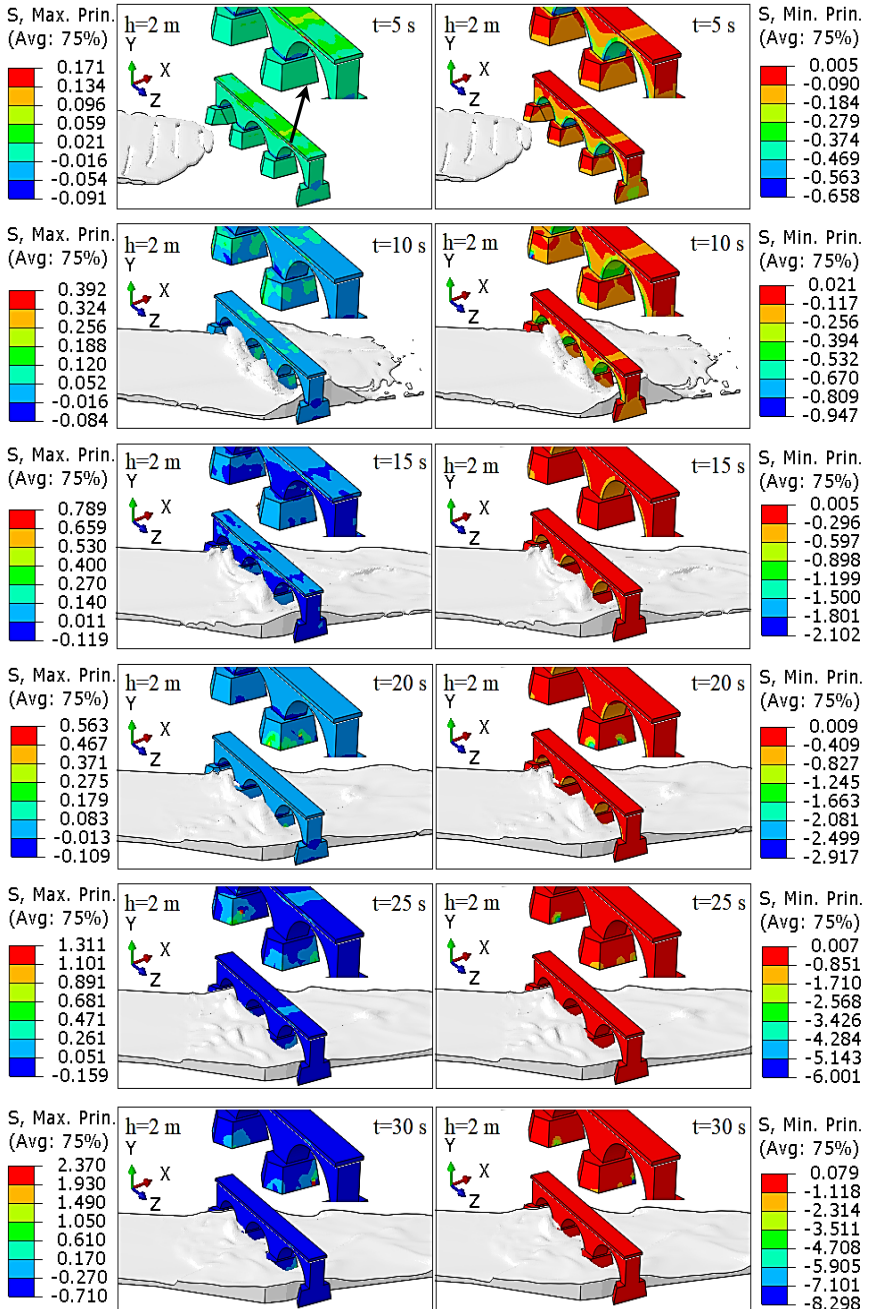 S, Max. Prin.
(Avg: 75%)
0.171
0.134
0.096
0.059
0.021
-0.016
-0.054
-0.091
h=2 m
t=5 s
Y
X
Z
h=2 m
t=5 s
Y
X
Z
S, Min. Prin.
(Avg: 75%)
0.005
-0.090
-0.184
-0.279
-0.374
-0.469
-0.563
-0.658
S, Max. Prin.
(Avg: 75%)
0.392
0.324
0.256
0.188
0.120
0.052
-0.016
-0.084
h=2 m
t=10 s
Y
X
Z
h=2 m
t=10 s
Y
X
Z
S, Min. Prin.
(Avg: 75%)
0.021
-0.117
-0.256
-0.394
-0.532
-0.670
-0.809
-0.947
S, Max. Prin.
(Avg: 75%)
0.789
0.659
0.530
0.400
0.270
0.140
0.011
-0.119
h=2 m
t=15 s
Y
X
Z
h=2 m
t=15 s
Y
X
Z
S, Min. Prin.
(Avg: 75%)
0.005
-0.296
-0.597
-0.898
-1.199
-1.500
-1.801
-2.102
S, Max. Prin.
(Avg: 75%)
0.563
0.467
0.371
0.275
0.179
0.083
-0.013
-0.109
h=2 m
t=20 s
Y
X
Z
h=2 m
t=20 s
Y
X
Z
S, Min. Prin.
(Avg: 75%)
0.009
-0.409
-0.827
-1.245
-1.663
-2.081
-2.499
-2.917
S, Max. Prin.
(Avg: 75%)
1.311
1.101
0.891
0.681
0.471
0.261
0.051
-0.159
h=2 m
t=25 s
Y
X
Z
h=2 m
t=25 s
Y
X
Z
S, Min. Prin.
(Avg: 75%)
0.007
-0.851
-1.710
-2.568
-3.426
-4.284
-5.143
-6.001
S, Max. Prin.
(Avg: 75%)
2.370
1.930
1.490
1.050
0.610
0.170
-0.270
-0.710
h=2 m
t=30 s
Y
X
Z
h=2 m
t=30 s
Y
X
Z
S, Min. Prin.
(Avg: 75%)
0.079
-1.118
-2.314
-3.511
-4.708
-5.905
-7.101
-8.298